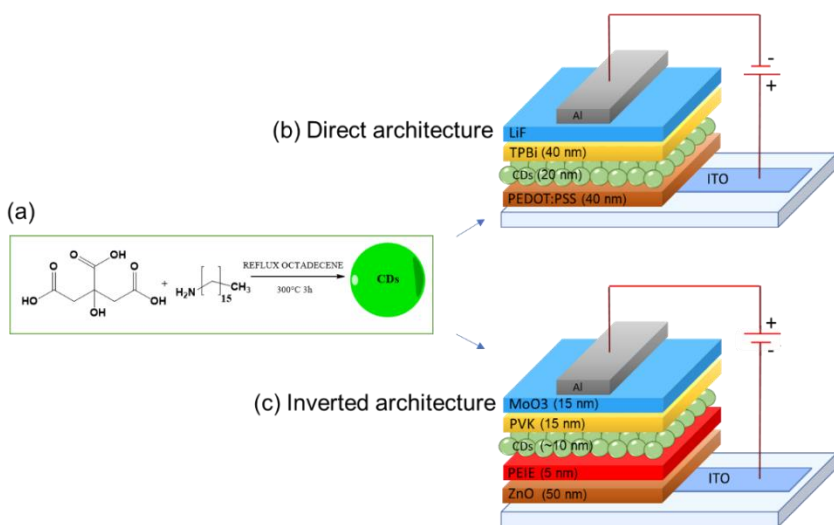 (a)
O
OH
O
O
HO
OH
OH
+
H2N
15
CH3
REFLUX OCTADECENE
300°C 3h
CDs
(b) Direct architecture
-
+
Al
LiF
TPBi (40 nm)
CDs (20 nm)
PEDOT:PSS (40 nm)
ITO
(c) Inverted architecture
+
-
Al
MoO3 (15 nm)
PVK (15 nm)
CDs (~10 nm)
PEIE (5 nm)
ZnO (50 nm)
ITO